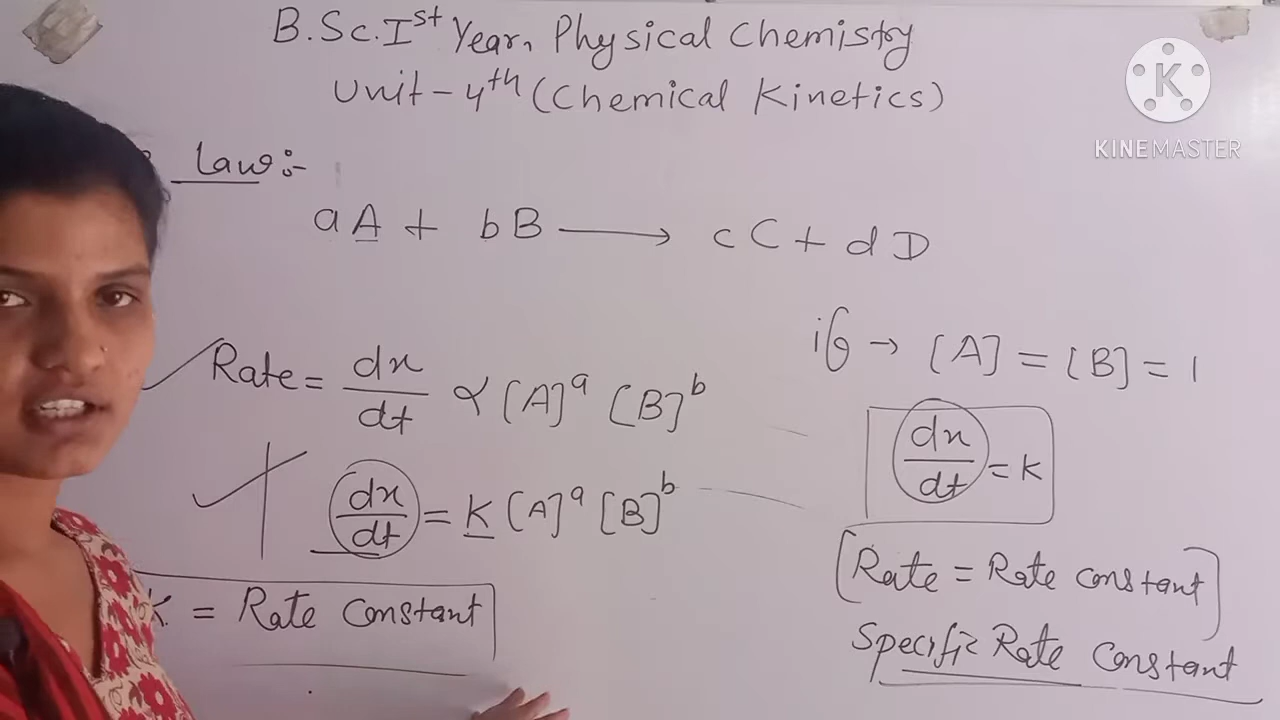 B.Sc. Ist Year, Physical Chemistry
Unit-4th (Chemical Kinetics)
K
KINEMASTER
Law :-
aA + bB ⟶ cC + dD
Rate = dx/dt ∝ [A]^a [B]^b
dx/dt = K [A]^a [B]^b
K = Rate Constant
if → [A] = [B] = 1
dx/dt = K
[Rate = Rate constant]
Specific Rate Constant